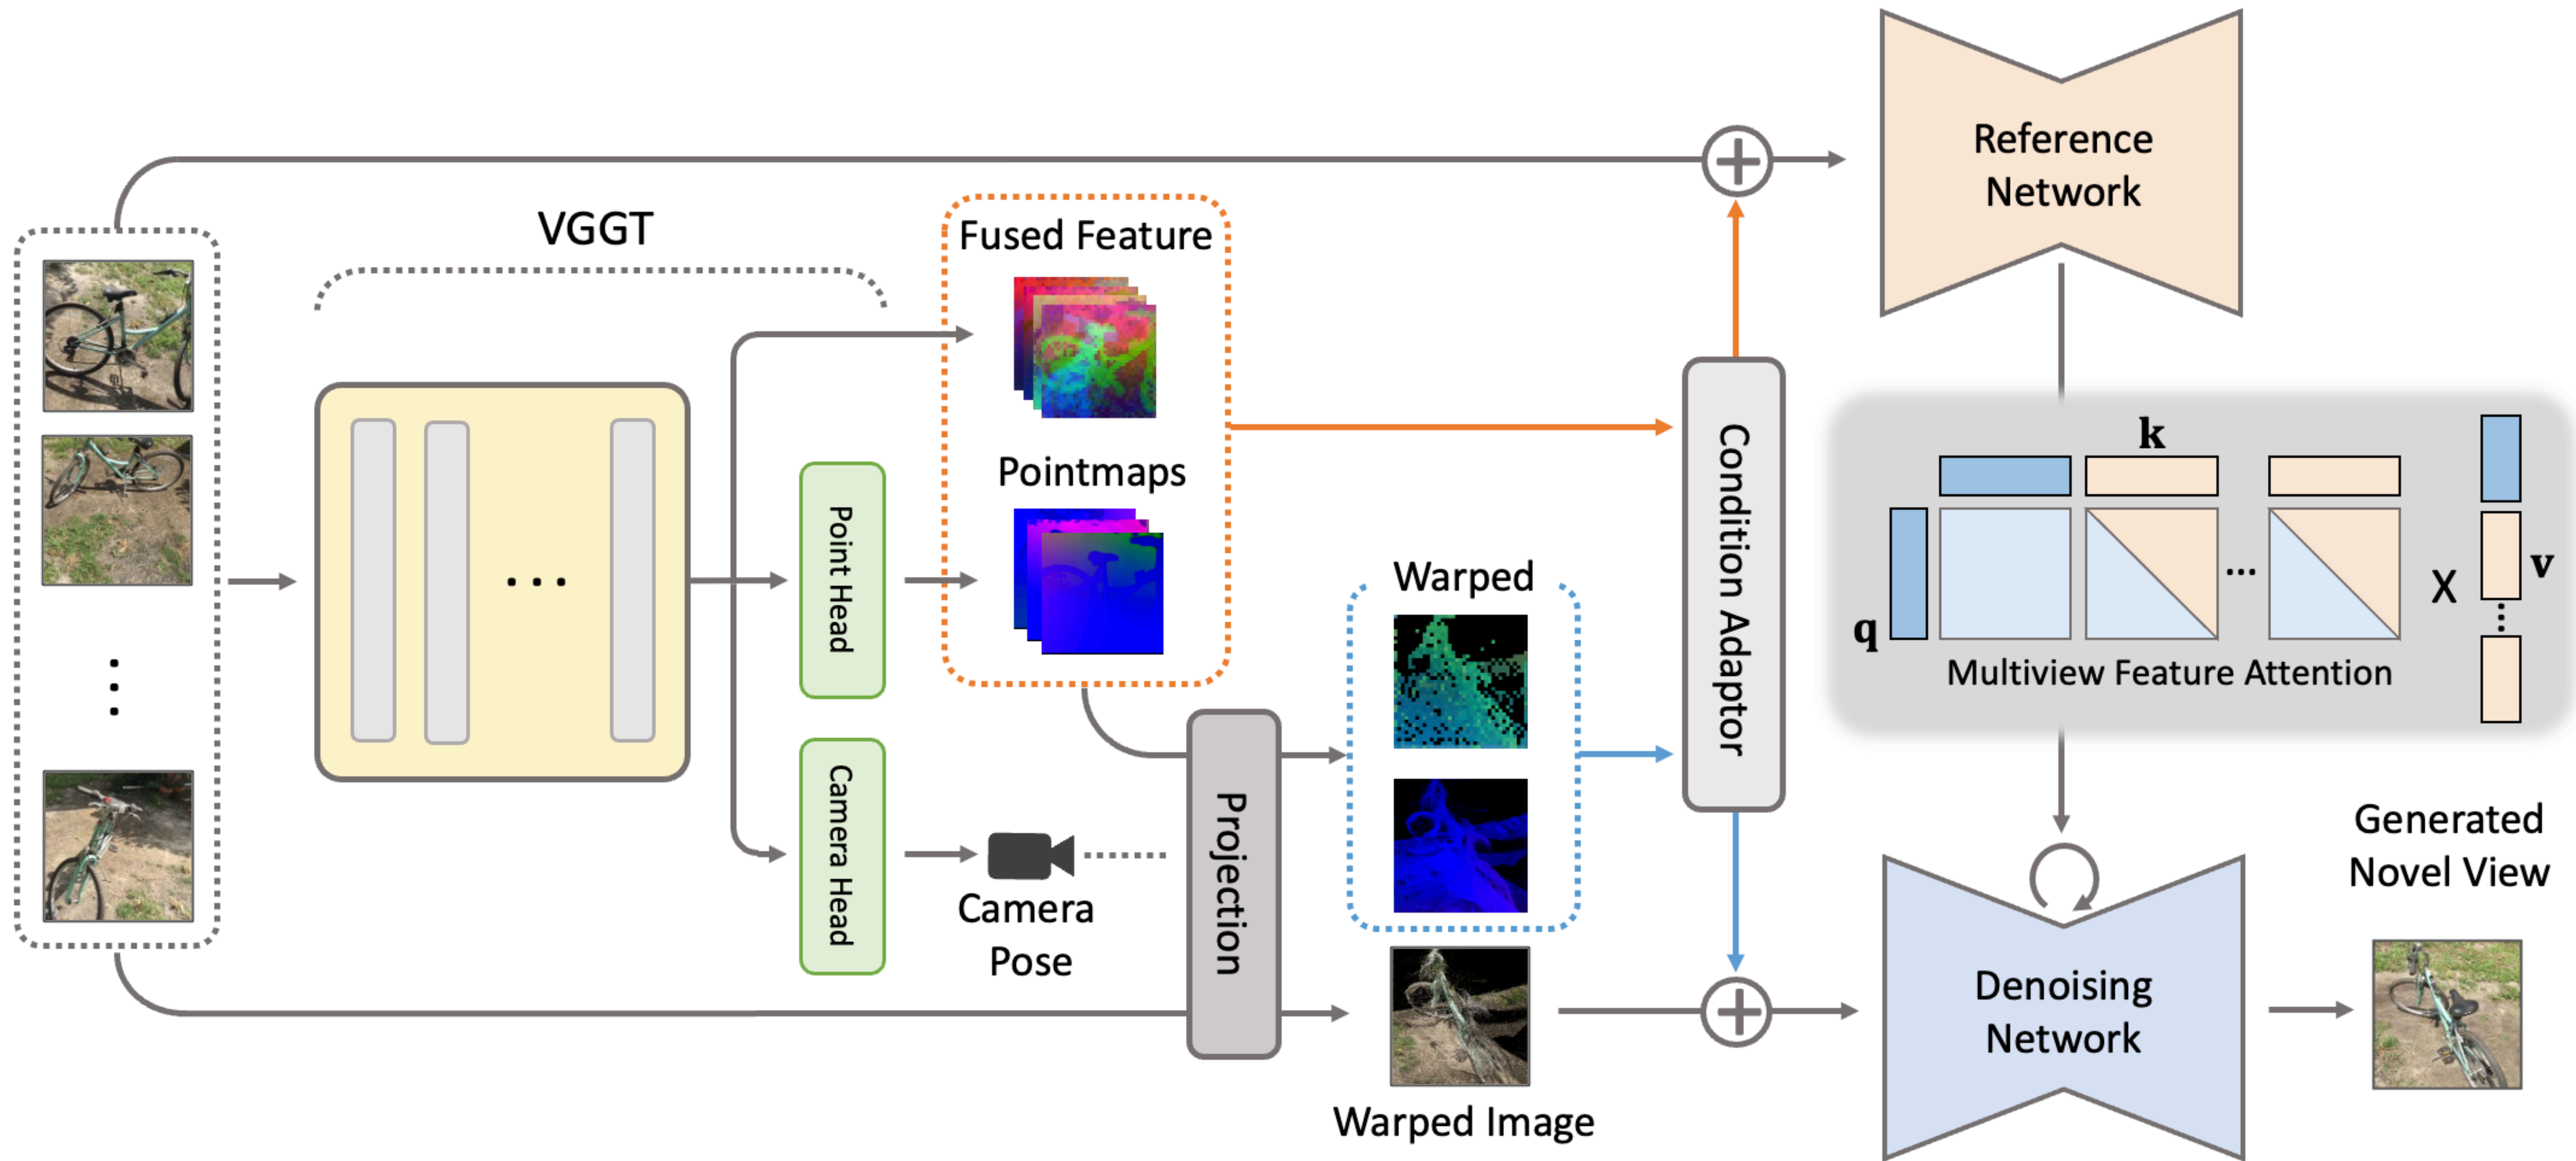 VGGT
Fused Feature
Pointmaps
Point Head
Camera Head
Camera
Pose
Projection
Warped
Warped Image
Condition Adaptor
Reference
Network
k
q
v
...
X
Multiview Feature Attention
Denoising
Network
Generated
Novel View